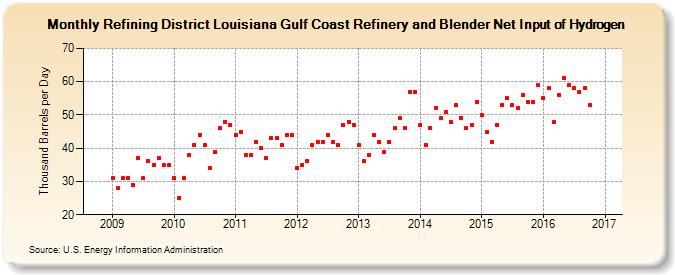 Monthly Refining District Louisiana Gulf Coast Refinery and Blender Net Input of Hydrogen
Thousand Barrels per Day
70
60
50
40
30
20
2009 2010 2011 2012 2013 2014 2015 2016 2017
Source: U.S. Energy Information Administration